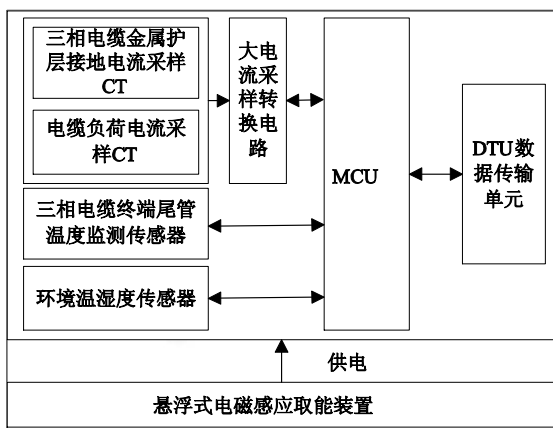 三相电缆金属护
层接地电流采样
CT
电缆负荷电流采
样CT
大电
流采
样转
换电
路
三相电缆终端尾管
温度监测传感器
环境温湿度传感器
MCU
DTU数
据传输
单元
供电
悬浮式电磁感应取能装置